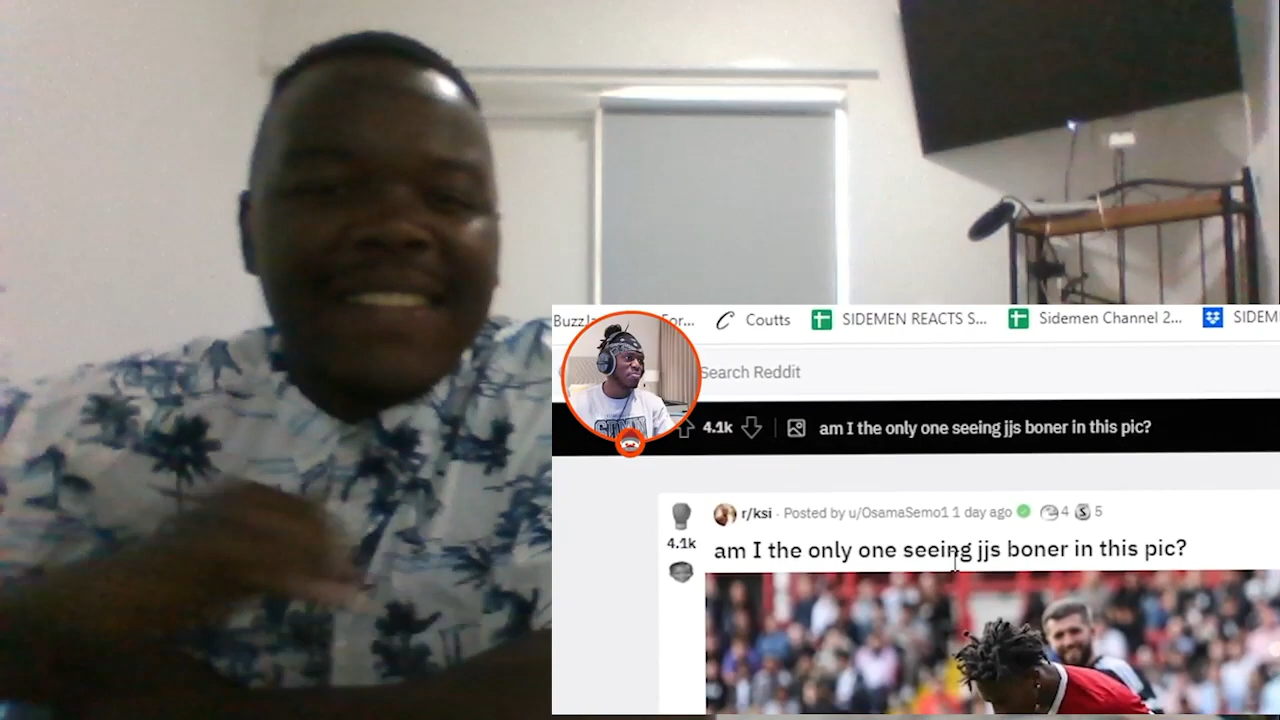 BuzzJa For... Coutts SIDEMEN REACTS S... Sidemen Channel 2... SIDEM
Search Reddit
4.1k am I the only one seeing jjs boner in this pic?
r/ksi · Posted by u/OsamaSemo1 1 day ago 4 5
4.1k
am I the only one seeing jjs boner in this pic?